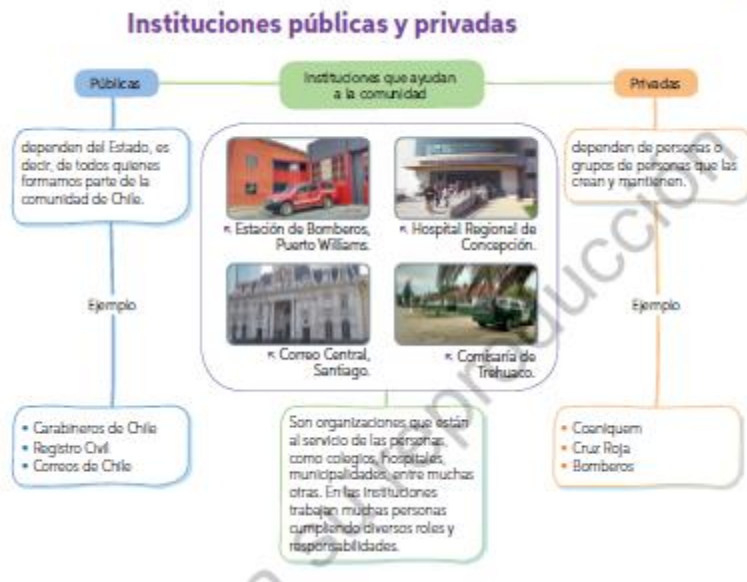 Instituciones públicas y privadas
Públicas
Instituciones que ayudan
a la comunidad
Privadas
dependen del Estado, es
decir, de todos quienes
formamos parte de la
comunidad de Chile.
Estación de Bomberos,
Puerto Williams.
Hospital Regional de
Concepción.
Correo Central,
Santiago.
Comisaría de
Trehuaco.
dependen de personas o
grupos de personas que las
crean y mantienen.
Ejemplo
Ejemplo
• Carabineros de Chile
• Registro Civil
• Correos de Chile
Son organizaciones que están
al servicio de las personas,
como colegios, hospitales,
municipalidades, entre muchas
otras. En las instituciones
trabajan muchas personas
cumpliendo diversos roles y
responsabilidades.
• Coaniquem
• Cruz Roja
• Bomberos
su reproducción